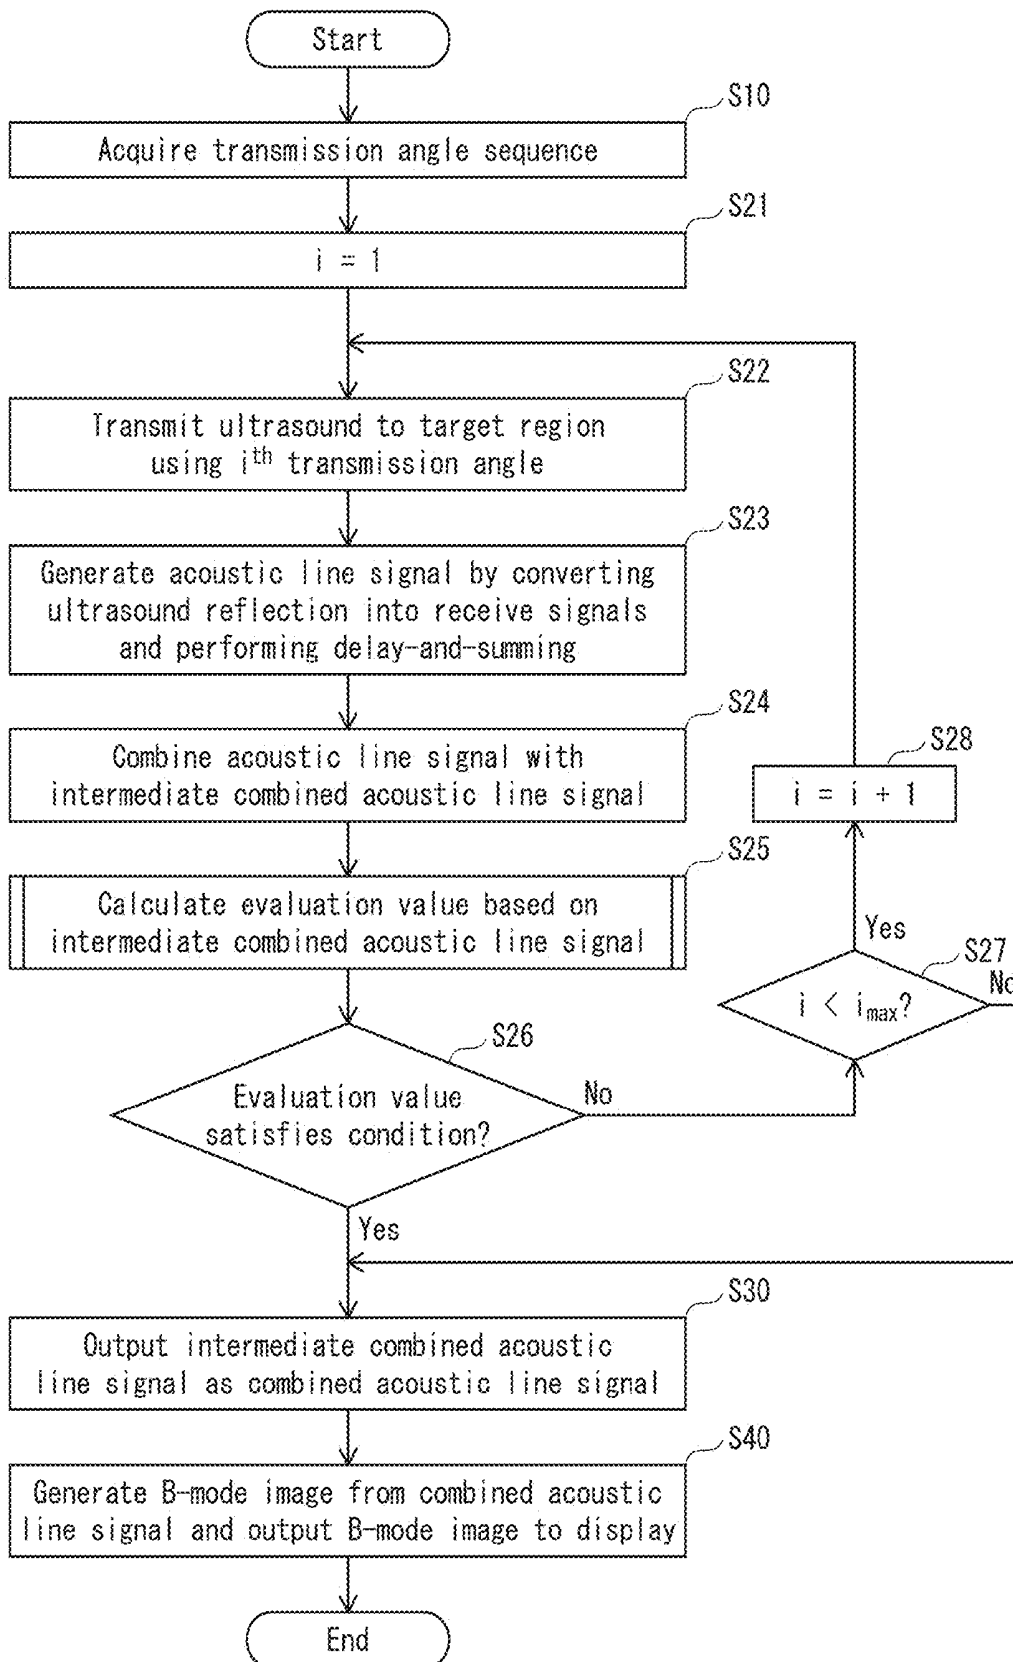 Start
S10
Acquire transmission angle sequence
S21
i = 1
S22
Transmit ultrasound to target region
using ith transmission angle
S23
Generate acoustic line signal by converting
ultrasound reflection into receive signals
and performing delay-and-summing
S24
Combine acoustic line signal with
intermediate combined acoustic line signal
S28
i = i + 1
S25
Calculate evaluation value based on
intermediate combined acoustic line signal
Yes
S27
No
i < imax?
S26
Evaluation value
satisfies condition?
No
Yes
S30
Output intermediate combined acoustic
line signal as combined acoustic line signal
S40
Generate B-mode image from combined acoustic
line signal and output B-mode image to display
End